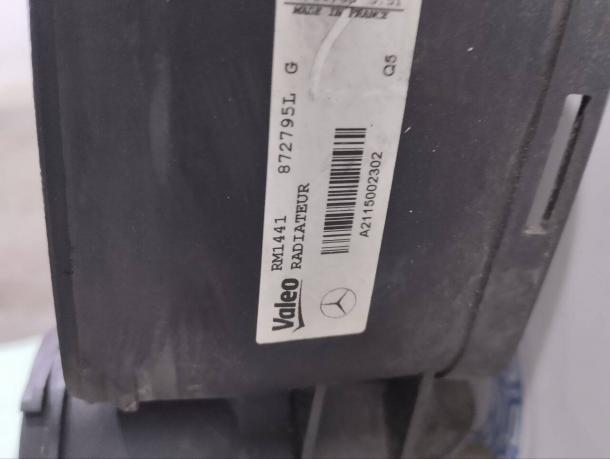 Valeo RM1441 872795L G
RADIATEUR
A2115002302
Q5
MADE IN FRANCE